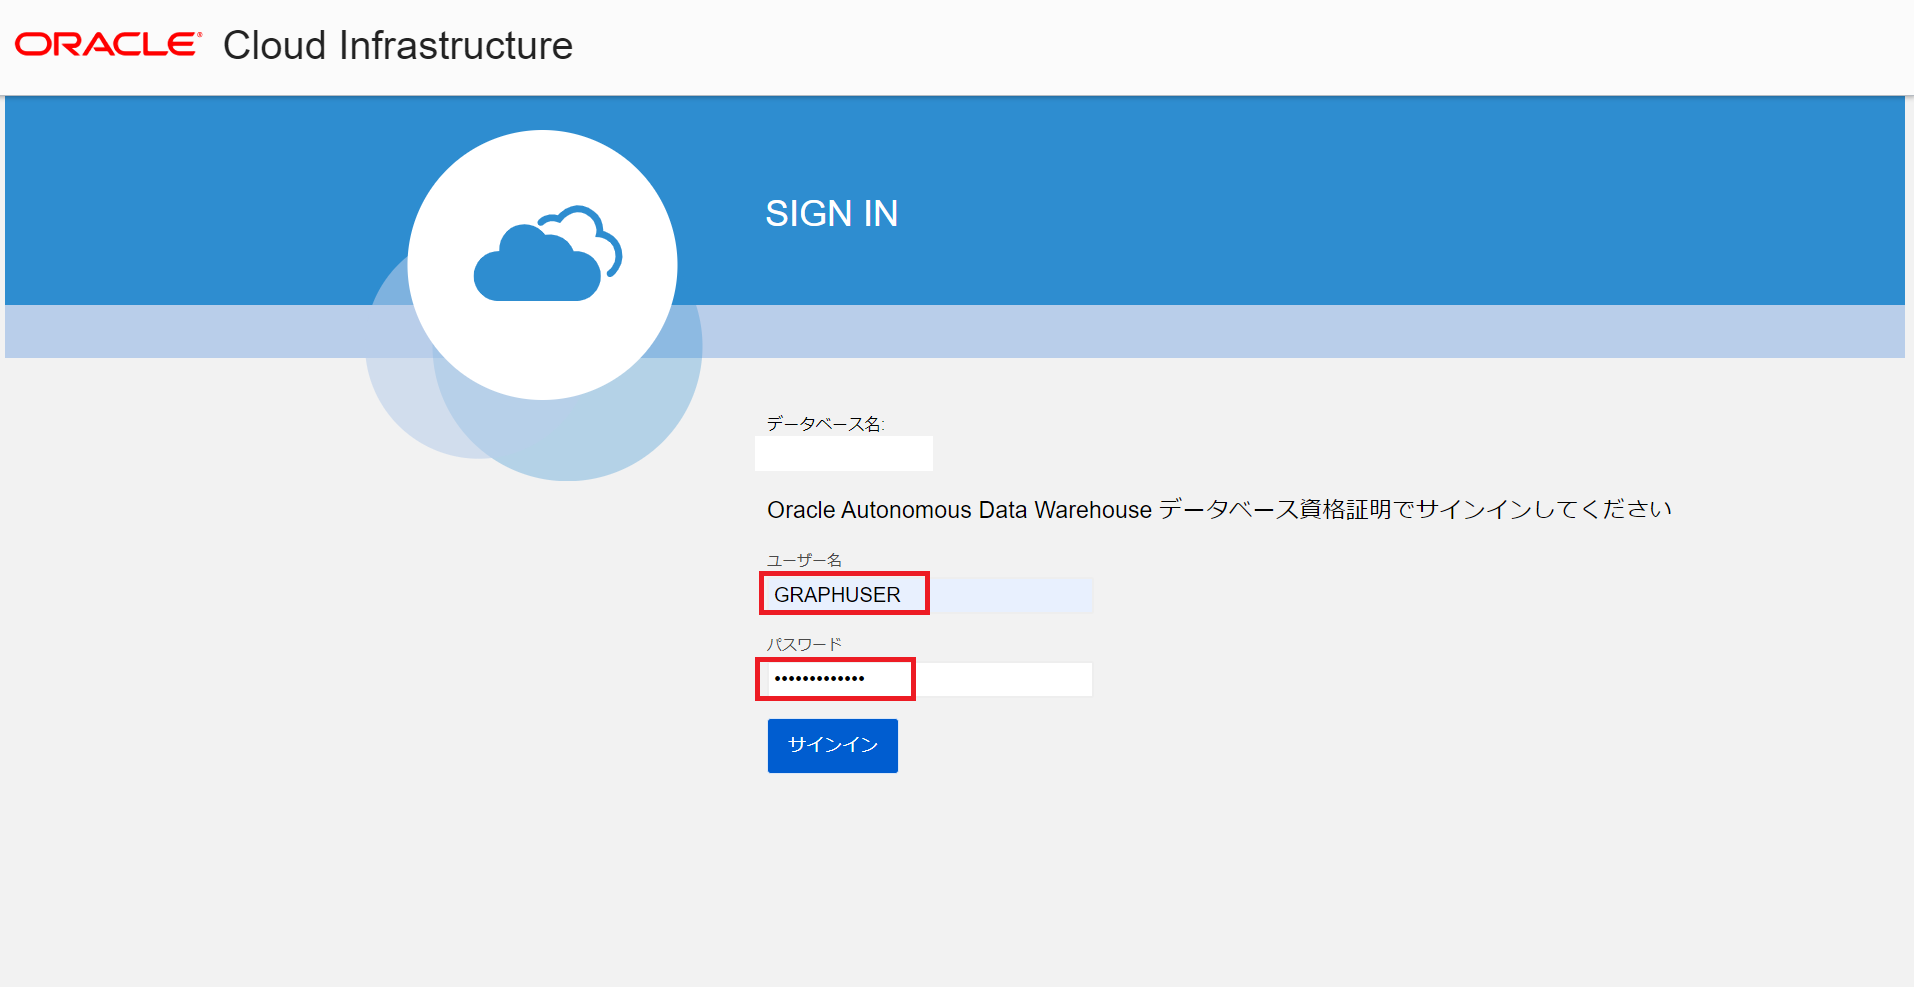 ORACLE® Cloud Infrastructure
SIGN IN
データベース名:
Oracle Autonomous Data Warehouse データベース資格証明でサインインしてください
ユーザー名
GRAPHUSER
パスワード
•••••••••••••
サインイン